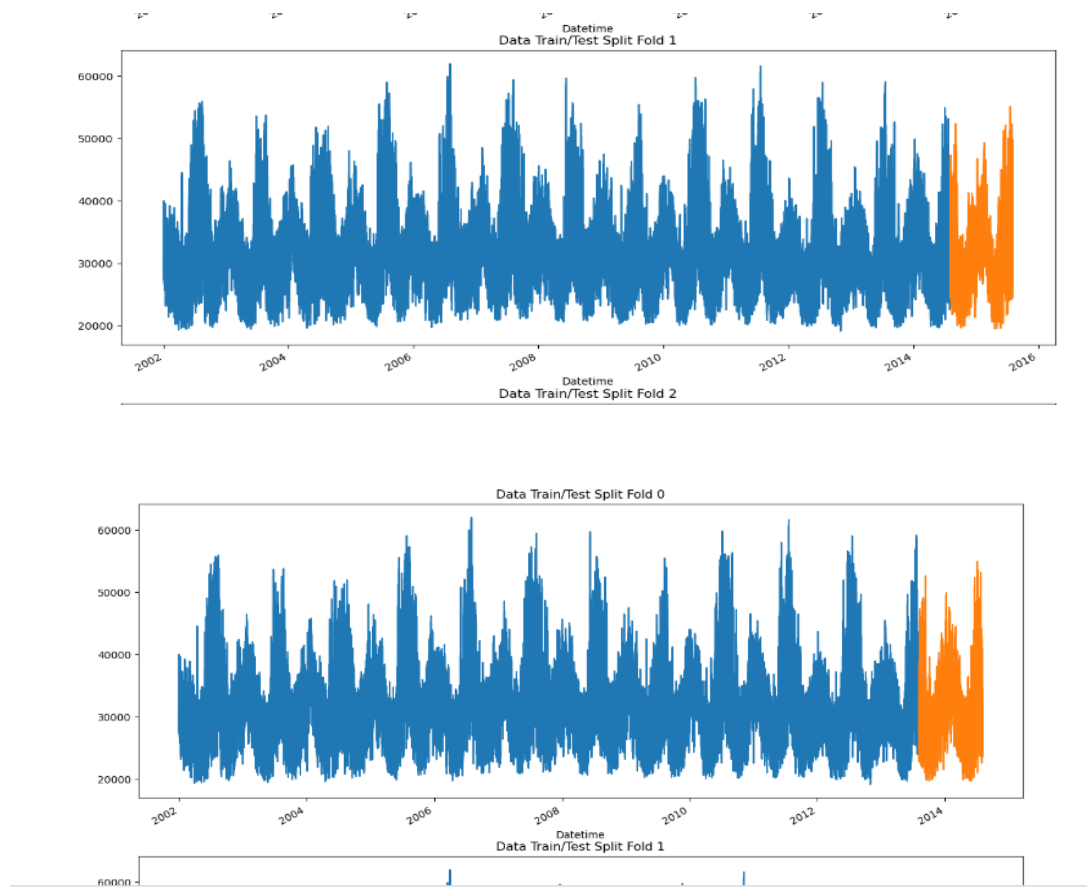 Datetime
Data Train/Test Split Fold 1
60000
50000
40000
30000
20000
2002 2004 2006 2008 2010 2012 2014 2016
Datetime
Data Train/Test Split Fold 2
Data Train/Test Split Fold 0
60000
50000
40000
30000
20000
2002 2004 2006 2008 2010 2012 2014
Datetime
Data Train/Test Split Fold 1
60000